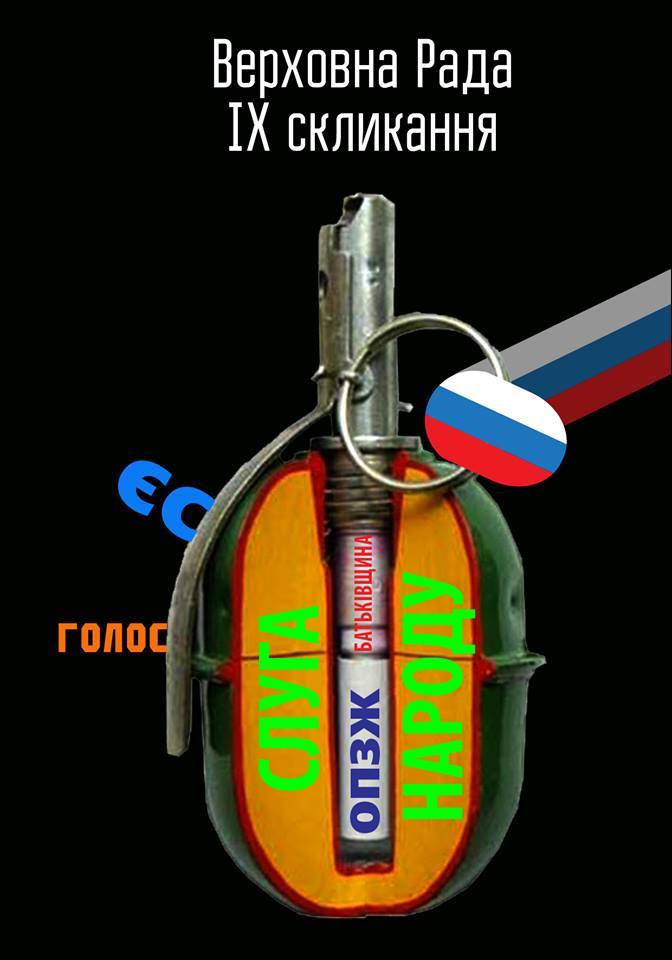 Верховна Рада
IX скликання
ЄС
ГОЛОС
БАТЬКІВЩИНА
СЛУГА
НАРОДУ
ОПЗЖ